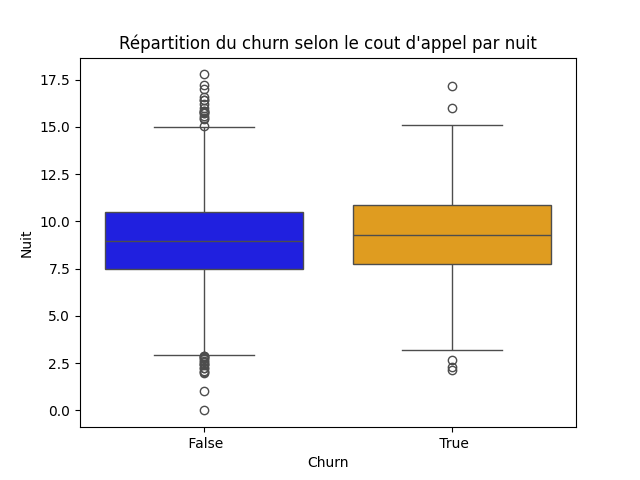 Répartition du churn selon le cout d'appel par nuit
17.5
15.0
12.5
10.0
7.5
5.0
2.5
0.0
Nuit
False
True
Churn